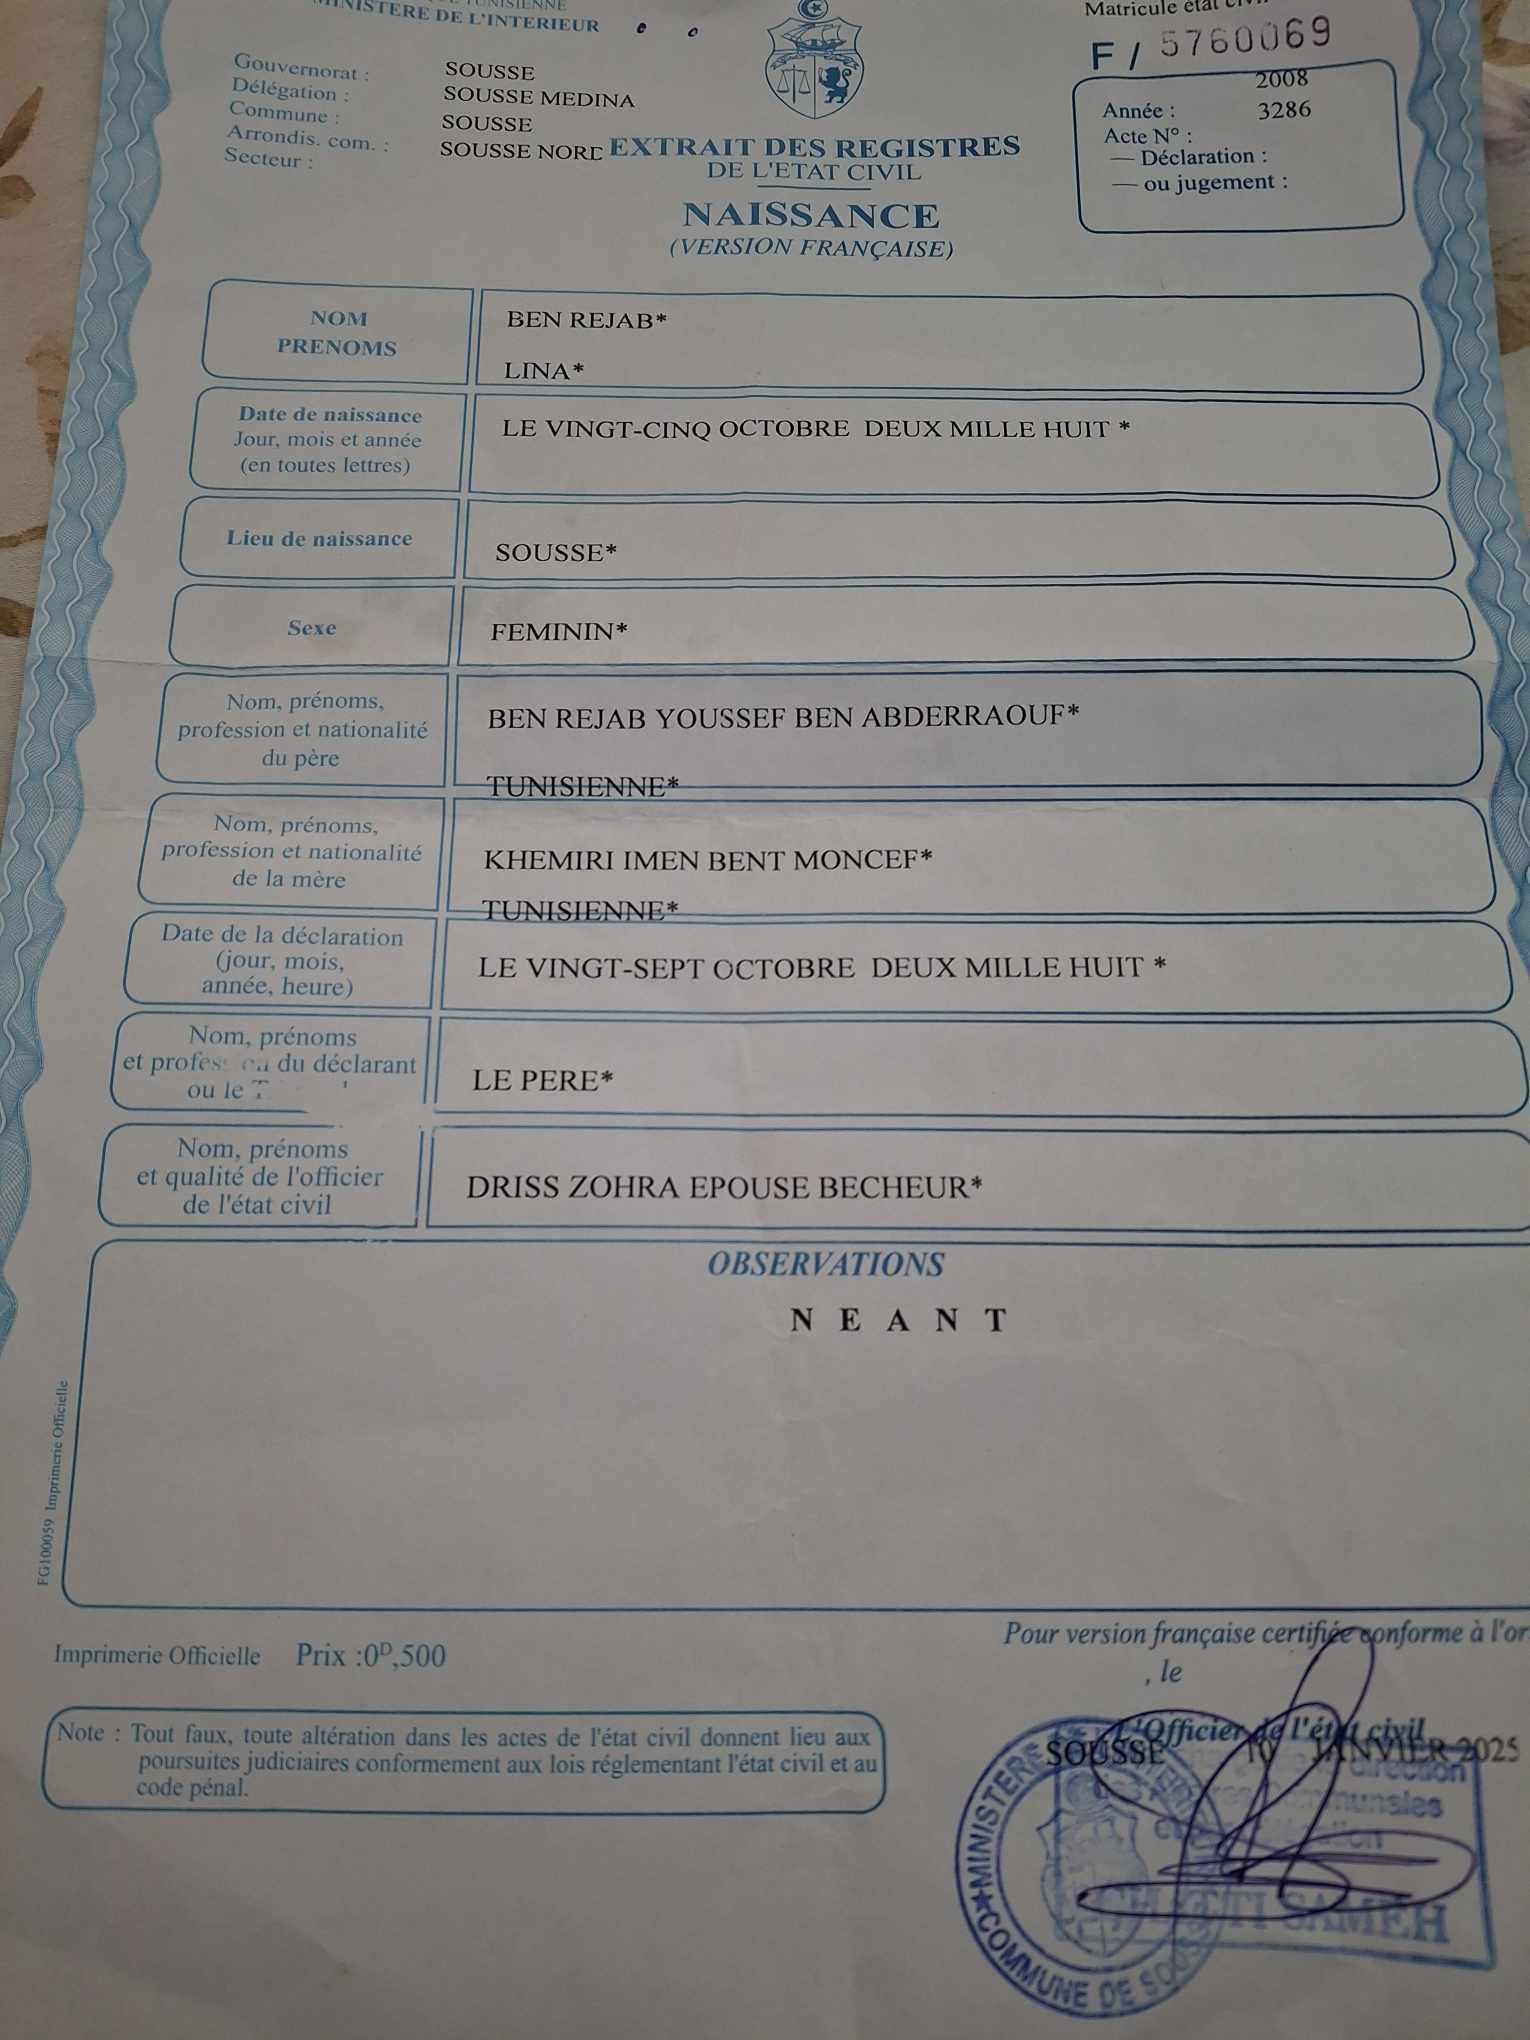 TUNISIENNE
MINISTERE DE L'INTERIEUR
Gouvernorat : SOUSSE
Délégation : SOUSSE MEDINA
Commune : SOUSSE
Arrondis. com. : SOUSSE NORD
Secteur :
EXTRAIT DES REGISTRES
DE L'ETAT CIVIL
NAISSANCE
(VERSION FRANÇAISE)
Matricule état civil
F / 5760069
2008
Année : 3286
Acte N° :
— Déclaration :
— ou jugement :
NOM
PRENOMS
BEN REJAB*
LINA*
Date de naissance
Jour, mois et année
(en toutes lettres)
LE VINGT-CINQ OCTOBRE DEUX MILLE HUIT *
Lieu de naissance
SOUSSE*
Sexe
FEMININ*
Nom, prénoms,
profession et nationalité
du père
BEN REJAB YOUSSEF BEN ABDERRAOUF*
TUNISIENNE*
Nom, prénoms,
profession et nationalité
de la mère
KHEMIRI IMEN BENT MONCEF*
TUNISIENNE*
Date de la déclaration
(jour, mois,
année, heure)
LE VINGT-SEPT OCTOBRE DEUX MILLE HUIT *
Nom, prénoms
et profession du déclarant
ou le
LE PERE*
Nom, prénoms
et qualité de l'officier
de l'état civil
DRISS ZOHRA EPOUSE BECHEUR*
OBSERVATIONS
N E A N T
FG100059 Imprimerie Officielle
Imprimerie Officielle Prix :0D,500
Note : Tout faux, toute altération dans les actes de l'état civil donnent lieu aux
poursuites judiciaires conformement aux lois réglementant l'état civil et au
code pénal.
Pour version française certifiée conforme à l'or
, le
L'Officier de l'état civil
SOUSSE 10 JANVIER 2025
direction
Communales
SAMEH
MINISTERE
COMMUNE DE SOUSS